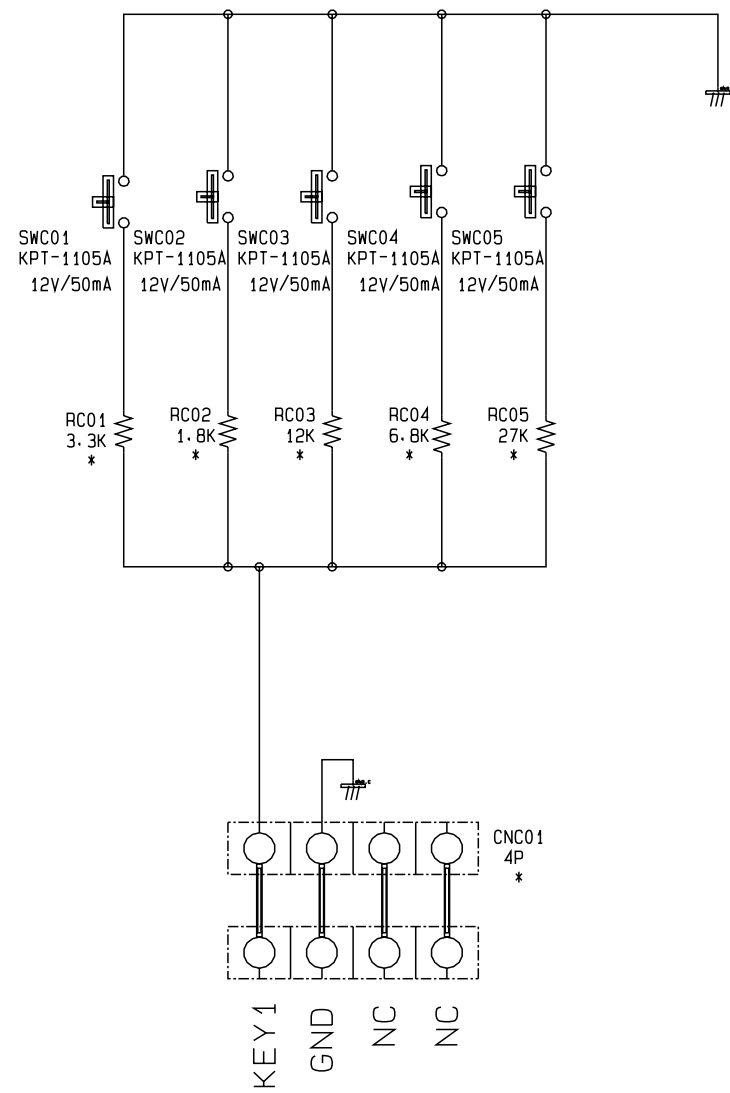 SWC01
KPT-1105A
12V/50mA
SWC02
KPT-1105A
12V/50mA
SWC03
KPT-1105A
12V/50mA
SWC04
KPT-1105A
12V/50mA
SWC05
KPT-1105A
12V/50mA
RC01
3.3K
*
RC02
1.8K
*
RC03
12K
*
RC04
6.8K
*
RC05
27K
*
CNC01
4P
*
KEY1
GND
NC
NC